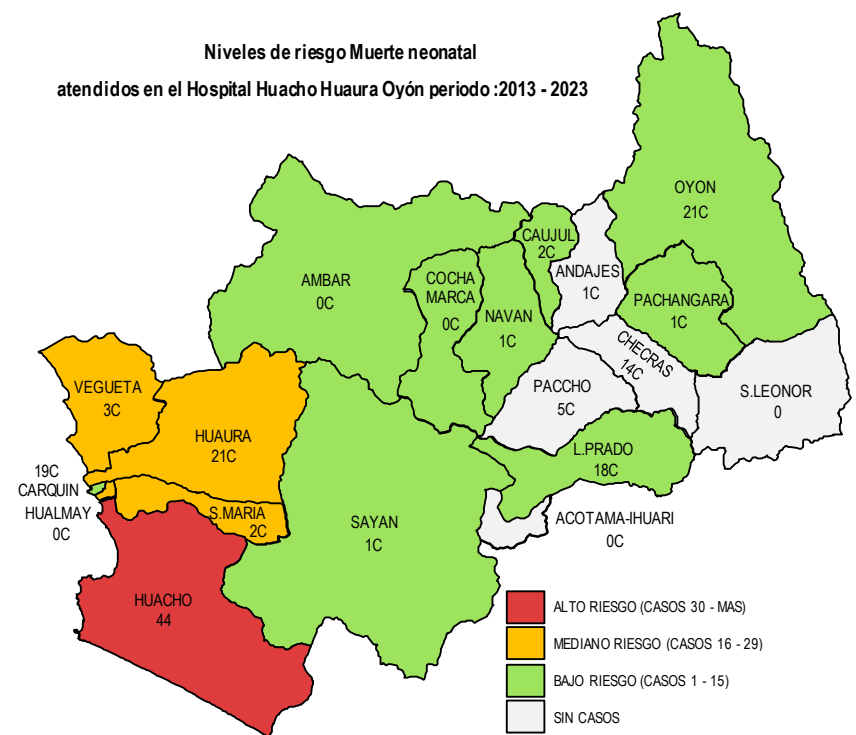 Niveles de riesgo Muerte neonatal
atendidos en el Hospital Huacho Huaura Oyón periodo :2013 - 2023
OYON
21C
CAUJUL
2C
ANDAJES
1C
AMBAR
0C
COCHA
MARCA
0C
NAVAN
1C
PACHANGARA
1C
CHECRAS
14C
PACCHO
5C
S.LEONOR
0
VEGUETA
3C
HUAURA
21C
L.PRADO
18C
19C
CARQUIN
HUALMAY
0C
S.MARIA
2C
SAYAN
1C
ACOTAMA-IHUARI
0C
HUACHO
44
ALTO RIESGO (CASOS 30 - MAS)
MEDIANO RIESGO (CASOS 16 - 29)
BAJO RIESGO (CASOS 1 - 15)
SIN CASOS